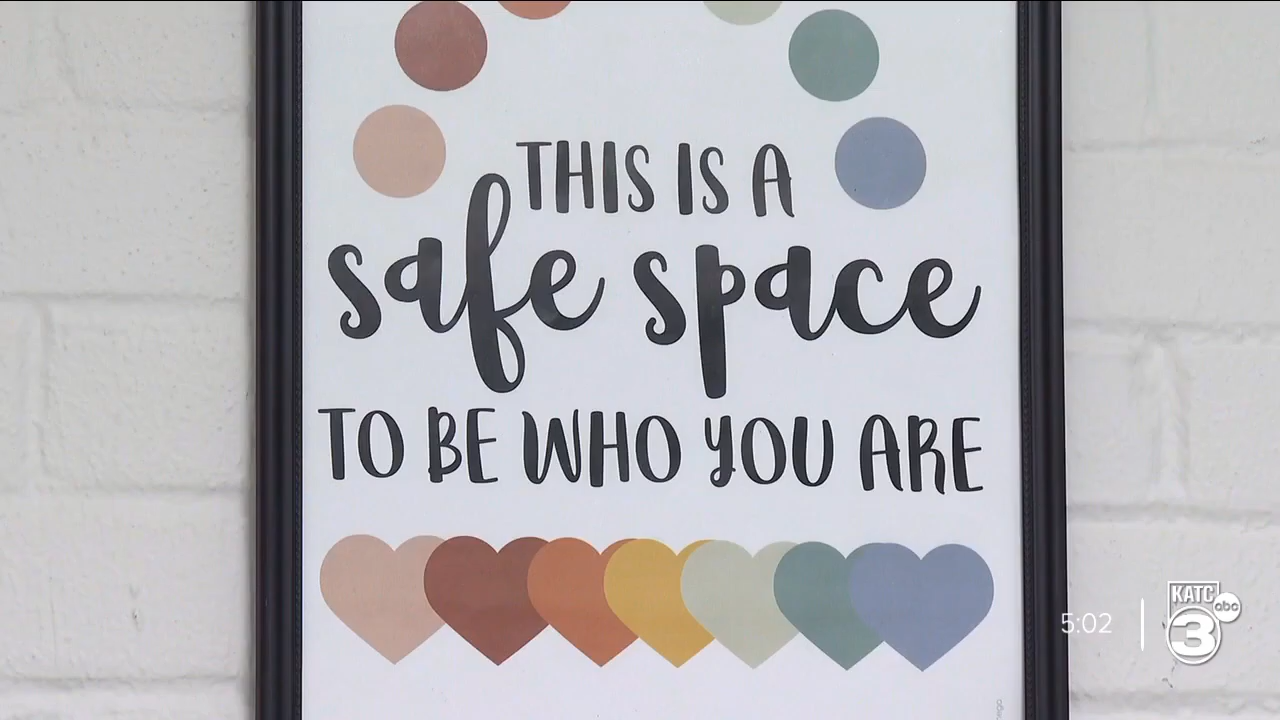 THIS IS A
safe space
TO BE WHO YOU ARE
5:02
KATC
abc
3